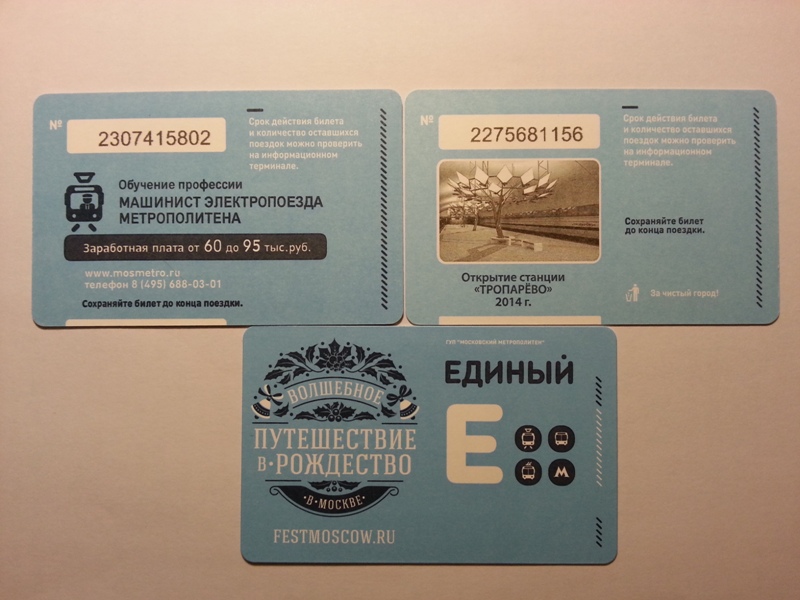 №
2307415802
Срок действия билета
и количество оставшихся
поездок можно проверить
на информационном
терминале.
Обучение профессии
МАШИНИСТ ЭЛЕКТРОПОЕЗДА
МЕТРОПОЛИТЕНА
Заработная плата от 60 до 95 тыс.руб.
www.mosmetro.ru
телефон 8 (495) 688-03-01
Сохраняйте билет до конца поездки.
№
2275681156
Срок действия билета
и количество оставшихся
поездок можно проверить
на информационном
терминале.
Сохраняйте билет
до конца поездки.
Открытие станции
«ТРОПАРЁВО»
2014 г.
За чистый город!
ВОЛШЕБНОЕ
ПУТЕШЕСТВИЕ
В·РОЖДЕСТВО
·В·МОСКВЕ·
FESTMOSCOW.RU
ГУП "МОСКОВСКИЙ МЕТРОПОЛИТЕН"
ЕДИНЫЙ
Е
М